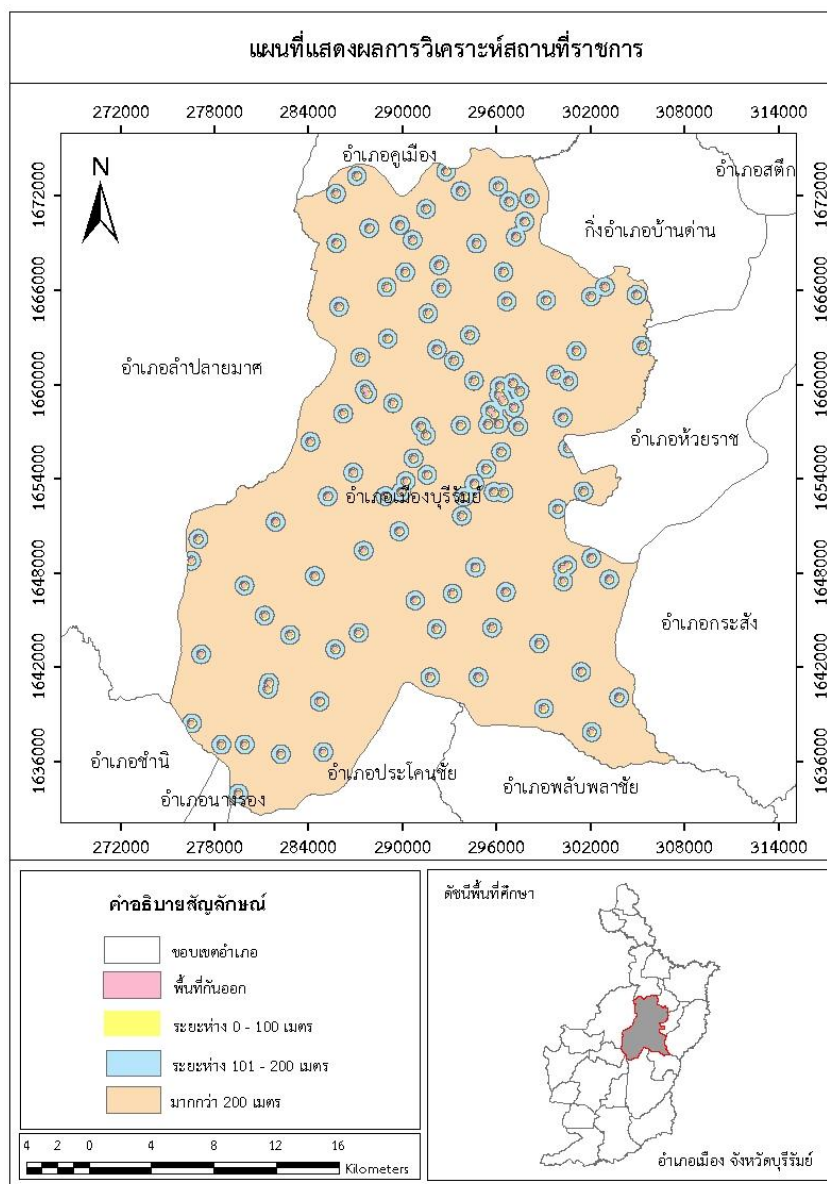 แผนที่แสดงผลการวิเคราะห์สถานที่ราชการ
272000 278000 284000 290000 296000 302000 308000 314000
N
อำเภอคูเมือง
อำเภอสตึก
กิ่งอำเภอบ้านด่าน
อำเภอลำปลายมาศ
อำเภอห้วยราช
อำเภอเมืองบุรีรัมย์
อำเภอกระสัง
อำเภอชำนิ
อำเภอประโคนชัย
อำเภอพลับพลาชัย
อำเภอนางรอง
1672000 1672000
1666000 1666000
1660000 1660000
1654000 1654000
1648000 1648000
1642000 1642000
1636000 1636000
272000 278000 284000 290000 296000 302000 308000 314000
คำอธิบายสัญลักษณ์
ขอบเขตอำเภอ
พื้นที่กันออก
ระยะห่าง 0 - 100 เมตร
ระยะห่าง 101 - 200 เมตร
มากกว่า 200 เมตร
4 2 0 4 8 12 16
Kilometers
ดัชนีพื้นที่ศึกษา
อำเภอเมือง จังหวัดบุรีรัมย์